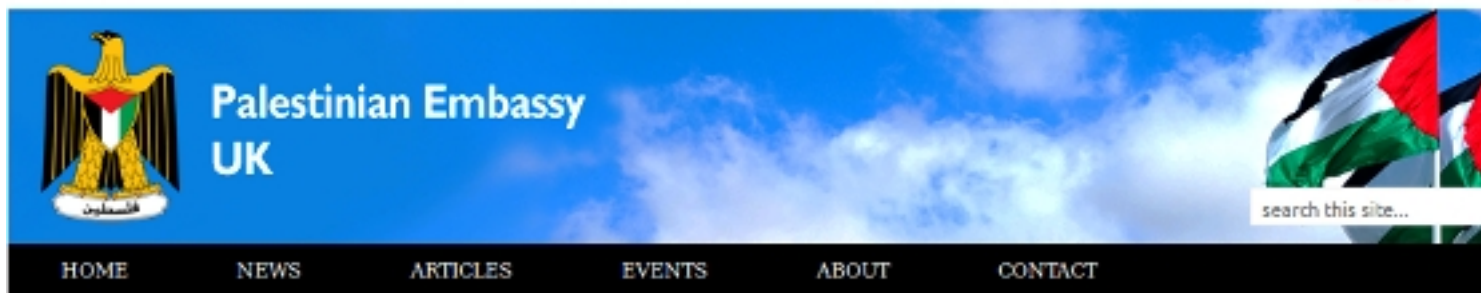 Palestinian Embassy
UK
فلسطين
search this site...
HOME NEWS ARTICLES EVENTS ABOUT CONTACT